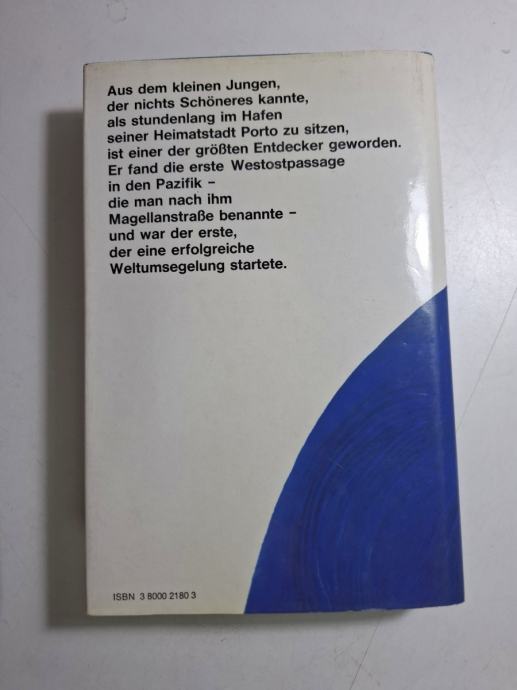 Aus dem kleinen Jungen,
der nichts Schöneres kannte,
als stundenlang im Hafen
seiner Heimatstadt Porto zu sitzen,
ist einer der größten Entdecker geworden.
Er fand die erste Westostpassage
in den Pazifik –
die man nach ihm
Magellanstraße benannte –
und war der erste,
der eine erfolgreiche
Weltumsegelung startete.
ISBN 3 8000 2180 3